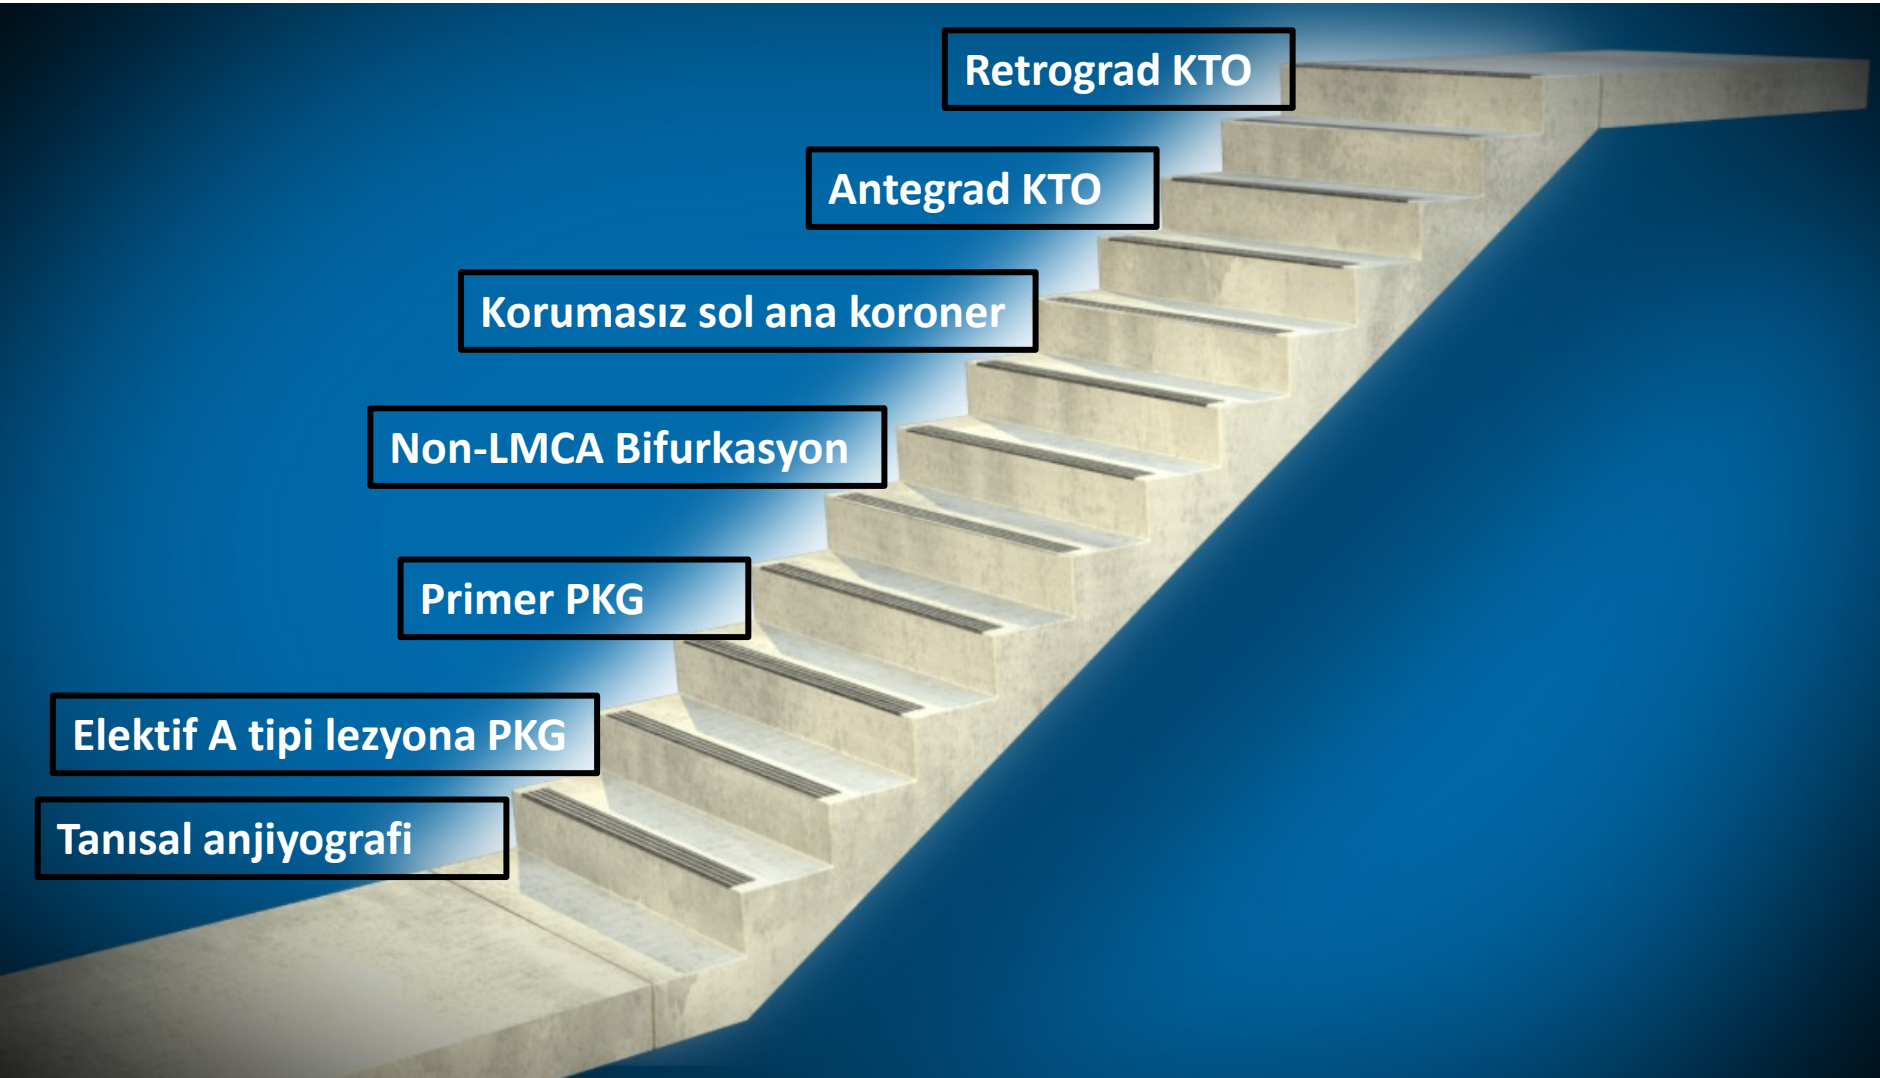 Retrograd KTO
Antegrad KTO
Korumasız sol ana koroner
Non-LMCA Bifurkasyon
Primer PKG
Elektif A tipi lezyona PKG
Tanısal anjiyografi